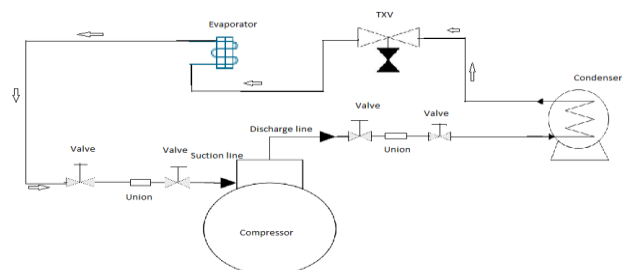 TXV
Evaporator
Condenser
Valve
Valve
Discharge line
Union
Valve
Valve
Suction line
Union
Compressor